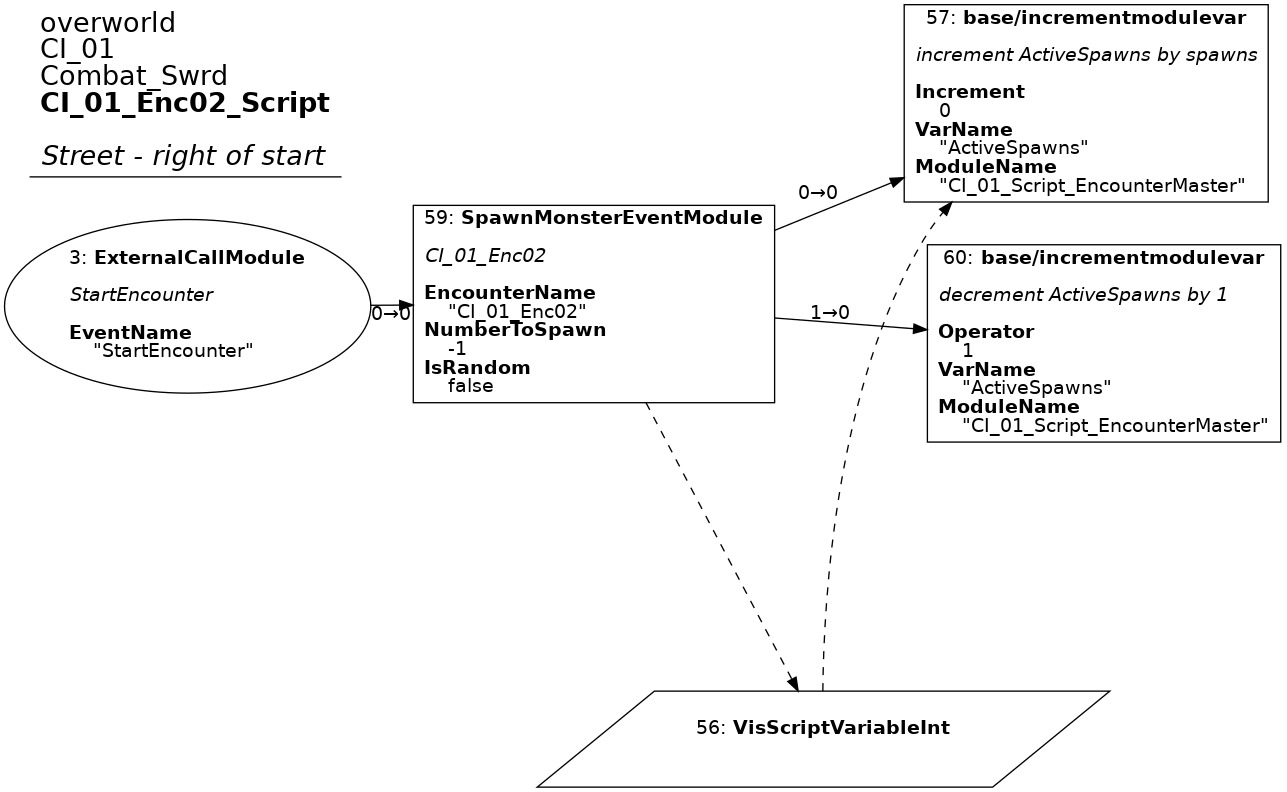 overworld
CI_01
Combat_Swrd
CI_01_Enc02_Script
Street - right of start
3: ExternalCallModule
StartEncounter
EventName
"StartEncounter"
0→0
59: SpawnMonsterEventModule
CI_01_Enc02
EncounterName
"CI_01_Enc02"
NumberToSpawn
-1
IsRandom
false
0→0
1→0
57: base/incrementmodulevar
increment ActiveSpawns by spawns
Increment
0
VarName
"ActiveSpawns"
ModuleName
"CI_01_Script_EncounterMaster"
60: base/incrementmodulevar
decrement ActiveSpawns by 1
Operator
1
VarName
"ActiveSpawns"
ModuleName
"CI_01_Script_EncounterMaster"
56: VisScriptVariableInt